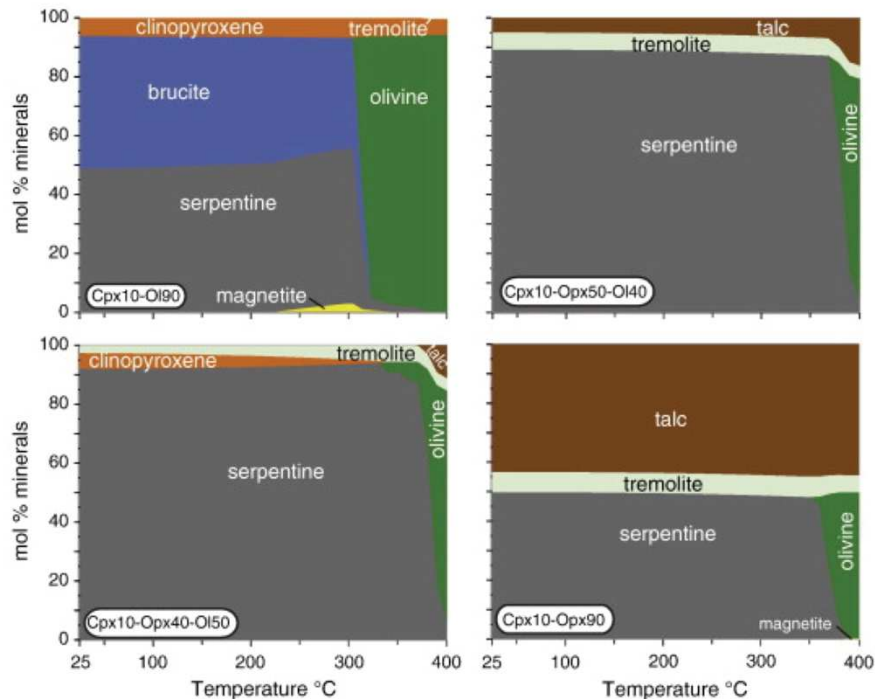 mol % minerals
100
80
60
40
20
0
clinopyroxene
tremolite
brucite
olivine
serpentine
magnetite
Cpx10-Ol90
talc
tremolite
serpentine
olivine
Cpx10-Opx50-Ol40
mol % minerals
100
80
60
40
20
0
tremolite
talc
clinopyroxene
serpentine
olivine
Cpx10-Opx40-Ol50
25
100
200
300
400
Temperature °C
talc
tremolite
serpentine
olivine
Cpx10-Opx90
magnetite
25
100
200
300
400
Temperature °C